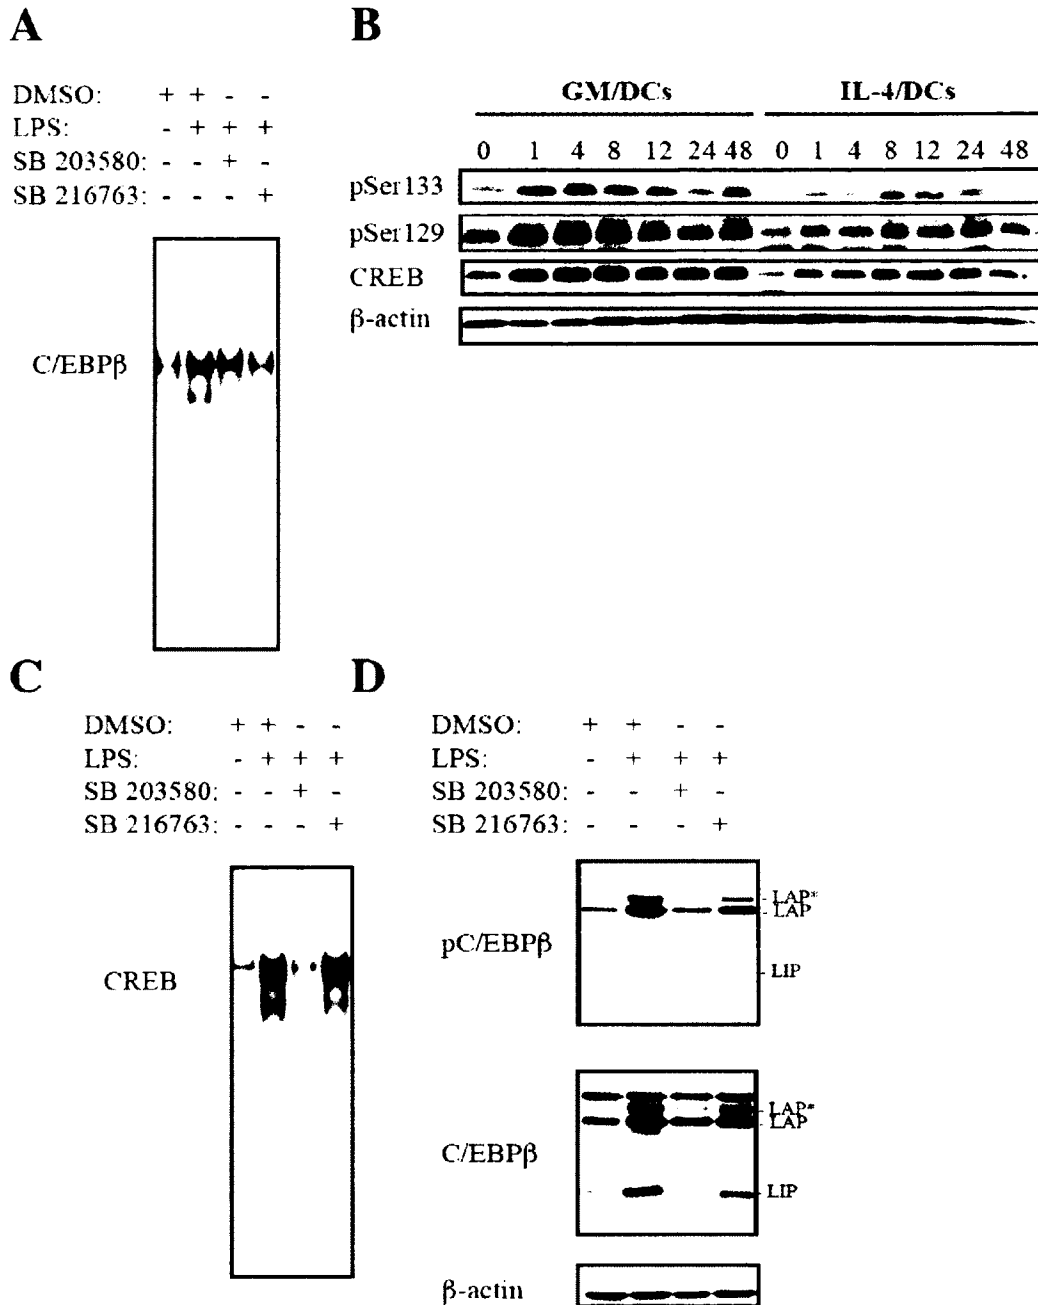 A
DMSO: + + - -
LPS: - + + +
SB 203580: - - + -
SB 216763: - - - +
C/EBPβ
B
GM/DCs IL-4/DCs
0 1 4 8 12 24 48 0 1 4 8 12 24 48
pSer133
pSer129
CREB
β-actin
C
DMSO: + + - -
LPS: - + + +
SB 203580: - - + -
SB 216763: - - - +
CREB
D
DMSO: + + - -
LPS: - + + +
SB 203580: - - + -
SB 216763: - - - +
pC/EBPβ
- LAP*
- LAP
- LIP
C/EBPβ
- LAP*
- LAP
- LIP
β-actin